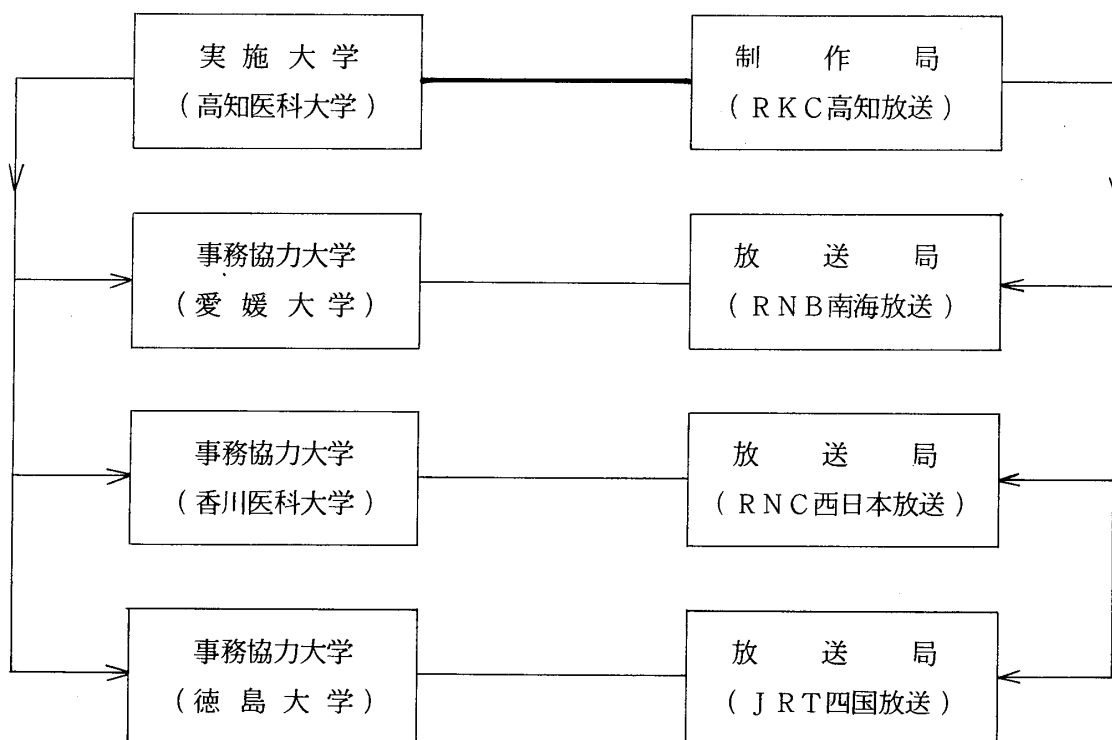 実施大学
(高知医科大学)
制作局
(RKC高知放送)
事務協力大学
(愛媛大学)
放送局
(RNB南海放送)
事務協力大学
(香川医科大学)
放送局
(RNC西日本放送)
事務協力大学
(徳島大学)
放送局
(JRT四国放送)